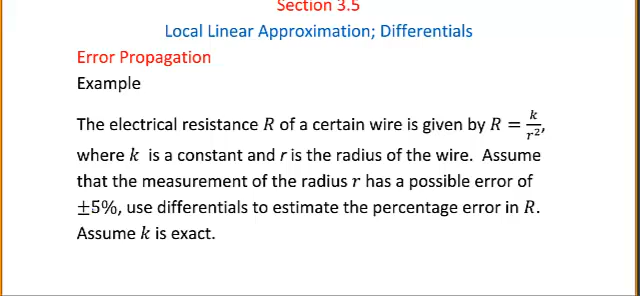 Section 3.5
Local Linear Approximation; Differentials
Error Propagation
Example
The electrical resistance R of a certain wire is given by R = k/r²,
where k is a constant and r is the radius of the wire. Assume
that the measurement of the radius r has a possible error of
±5%, use differentials to estimate the percentage error in R.
Assume k is exact.